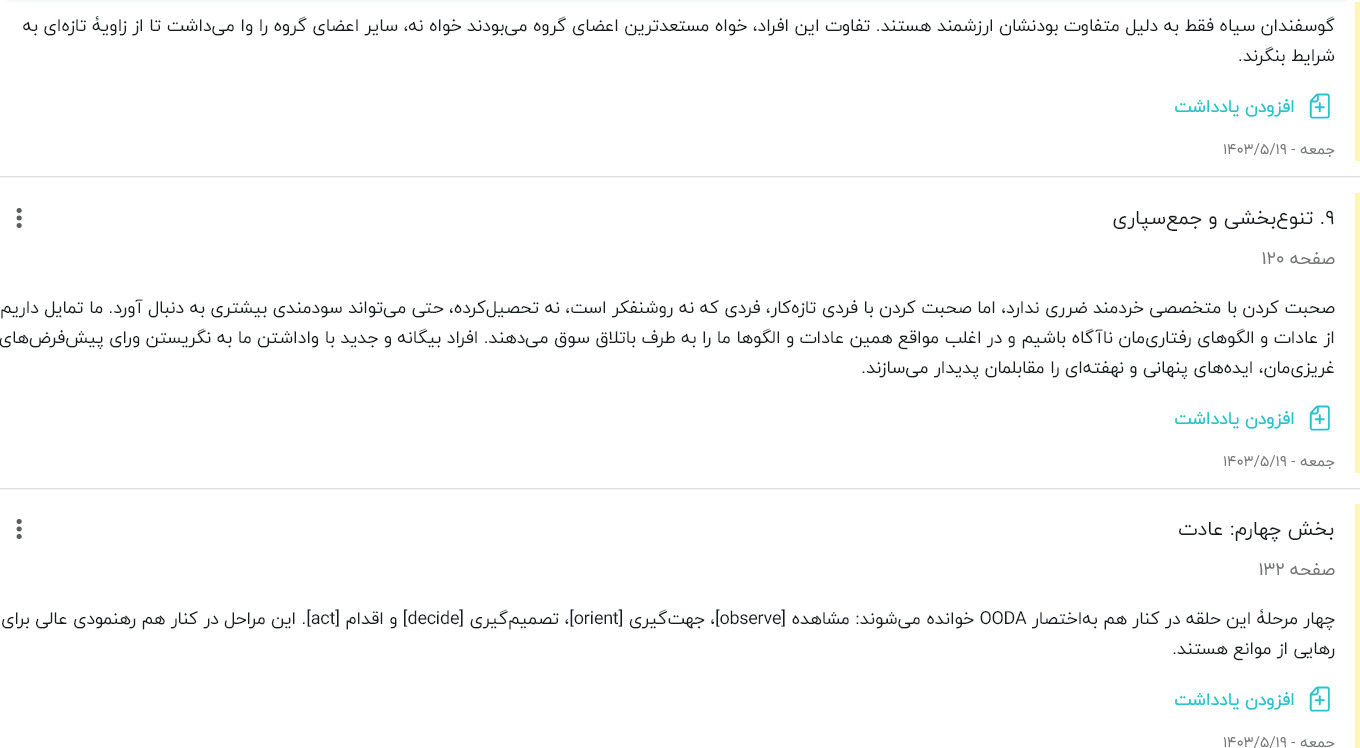 گوسفندان سیاه فقط به دلیل متفاوت بودنشان ارزشمند هستند. تفاوت این افراد، خواه مستعدترین اعضای گروه می‌بودند خواه نه، سایر اعضای گروه را وا می‌داشت تا از زاویهٔ تازه‌ای به
شرایط بنگرند.
افزودن یادداشت
جمعه - ۱۴۰۳/۵/۱۹
۹. تنوع‌بخشی و جمع‌سپاری
صفحه ۱۲۰
صحبت کردن با متخصصی خردمند ضرری ندارد، اما صحبت کردن با فردی تازه‌کار، فردی که نه روشنفکر است، نه تحصیل‌کرده، حتی می‌تواند سودمندی بیشتری به دنبال آورد. ما تمایل داریم
از عادات و الگوهای رفتاری‌مان ناآگاه باشیم و در اغلب مواقع همین عادات و الگوها ما را به طرف باتلاق سوق می‌دهند. افراد بیگانه و جدید با واداشتن ما به نگریستن ورای پیش‌فرض‌های
غریزی‌مان، ایده‌های پنهانی و نهفته‌ای را مقابلمان پدیدار می‌سازند.
افزودن یادداشت
جمعه - ۱۴۰۳/۵/۱۹
بخش چهارم: عادت
صفحه ۱۳۲
چهار مرحلهٔ این حلقه در کنار هم به‌اختصار OODA خوانده می‌شوند: مشاهده [observe]، جهت‌گیری [orient]، تصمیم‌گیری [decide] و اقدام [act]. این مراحل در کنار هم رهنمودی عالی برای
رهایی از موانع هستند.
افزودن یادداشت
جمعه - ۱۴۰۳/۵/۱۹